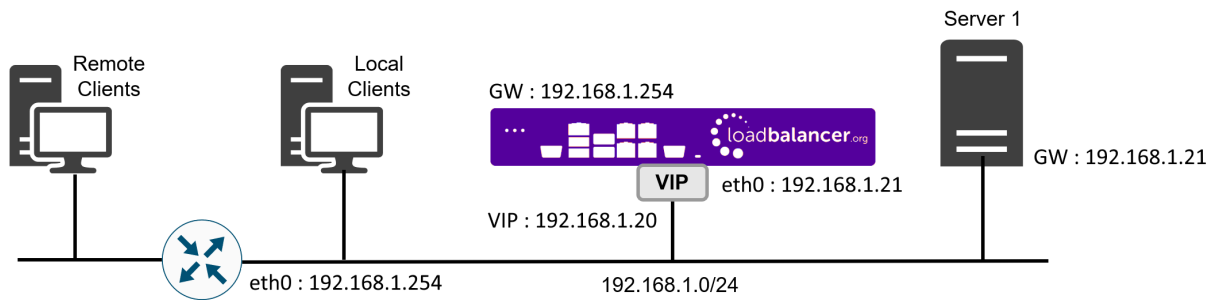 Server 1
Remote
Clients
Local
Clients
GW : 192.168.1.254
loadbalancer.org
GW : 192.168.1.21
VIP
eth0 : 192.168.1.21
VIP : 192.168.1.20
eth0 : 192.168.1.254
192.168.1.0/24